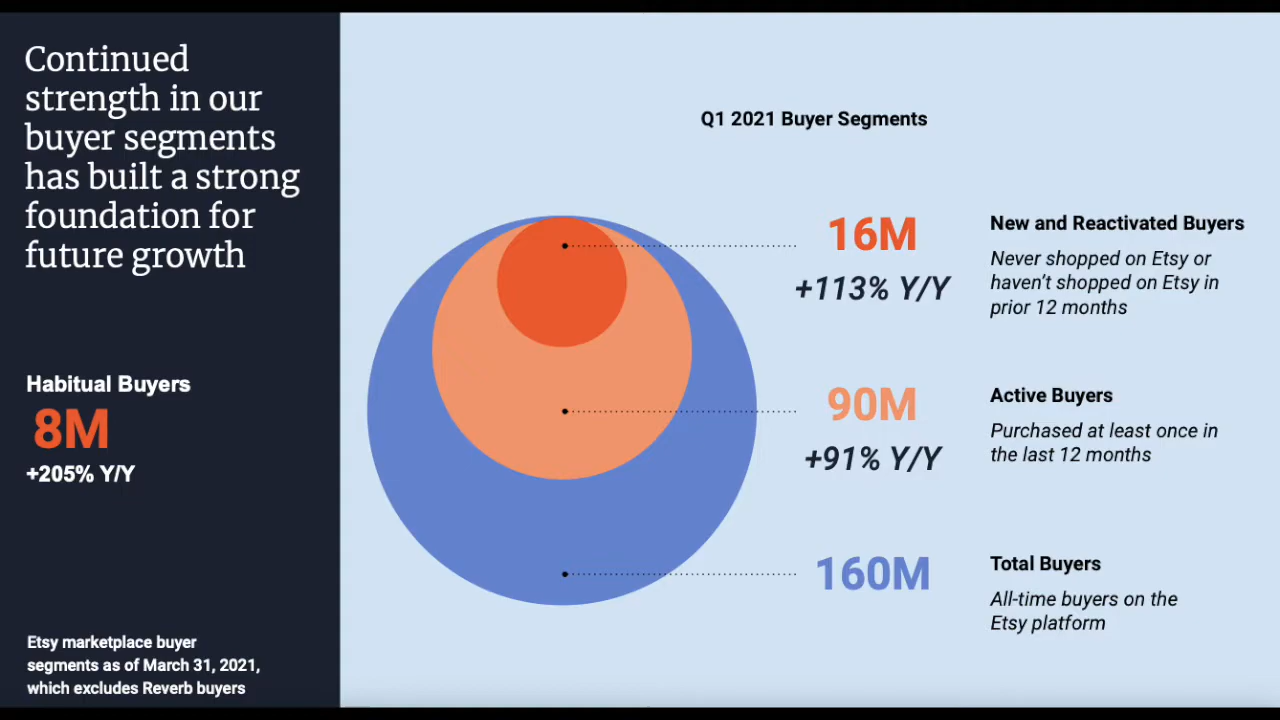 Continued
strength in our
buyer segments
has built a strong
foundation for
future growth
Habitual Buyers
8M
+205% Y/Y
Etsy marketplace buyer
segments as of March 31, 2021,
which excludes Reverb buyers
Q1 2021 Buyer Segments
16M
+113% Y/Y
New and Reactivated Buyers
Never shopped on Etsy or
haven't shopped on Etsy in
prior 12 months
90M
+91% Y/Y
Active Buyers
Purchased at least once in
the last 12 months
160M
Total Buyers
All-time buyers on the
Etsy platform